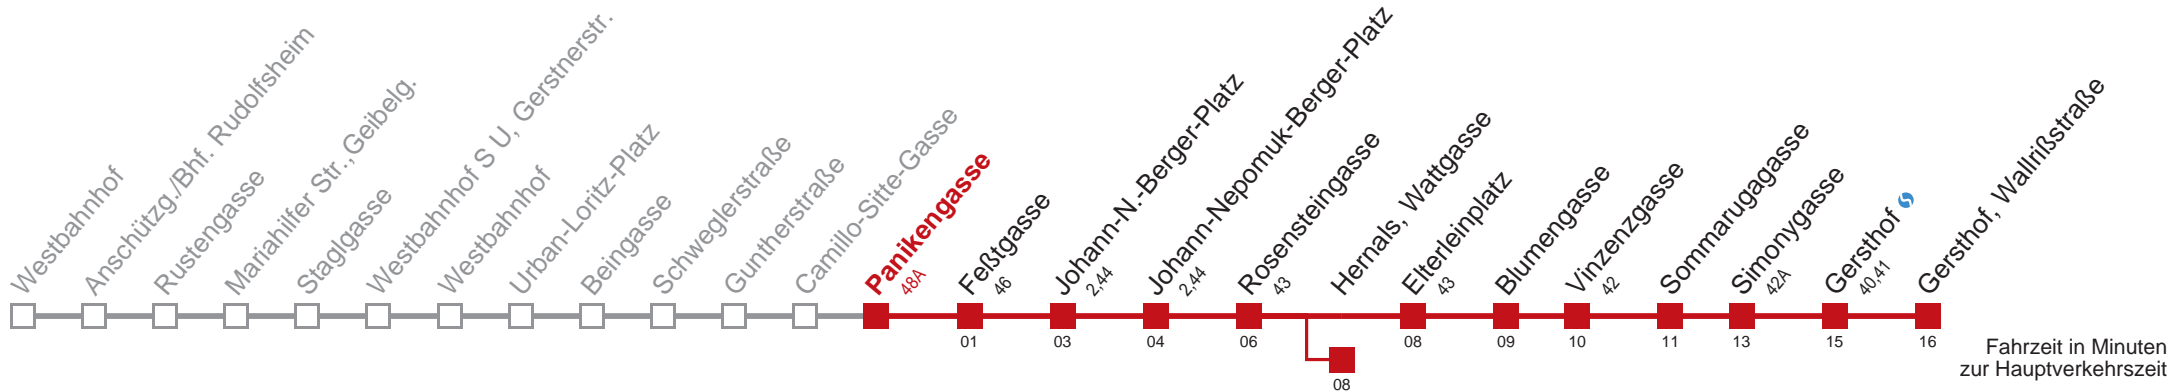 Westbahnhof
Anschützg./Bhf. Rudolfsheim
Rustengasse
Mariahilfer Str., Geibelg.
Staglgasse
Westbahnhof S U, Gerstnerstr.
Westbahnhof
Urban-Loritz-Platz
Beingasse
Schweglerstraße
Guntherstraße
Camillo-Sitte-Gasse
Panikengasse
48A
Feßtgasse
46
01
Johann-N.-Berger-Platz
2,44
03
Johann-Nepomuk-Berger-Platz
2,44
04
Rosensteingasse
43
06
Hernals, Wattgasse
08
Elterleinplatz
43
08
Blumengasse
09
Vinzenzgasse
42
10
Sommarugagasse
11
Simonygasse
42A
13
Gersthof
40,41
15
Gersthof, Wallrißstraße
16
Fahrzeit in Minuten
zur Hauptverkehrszeit